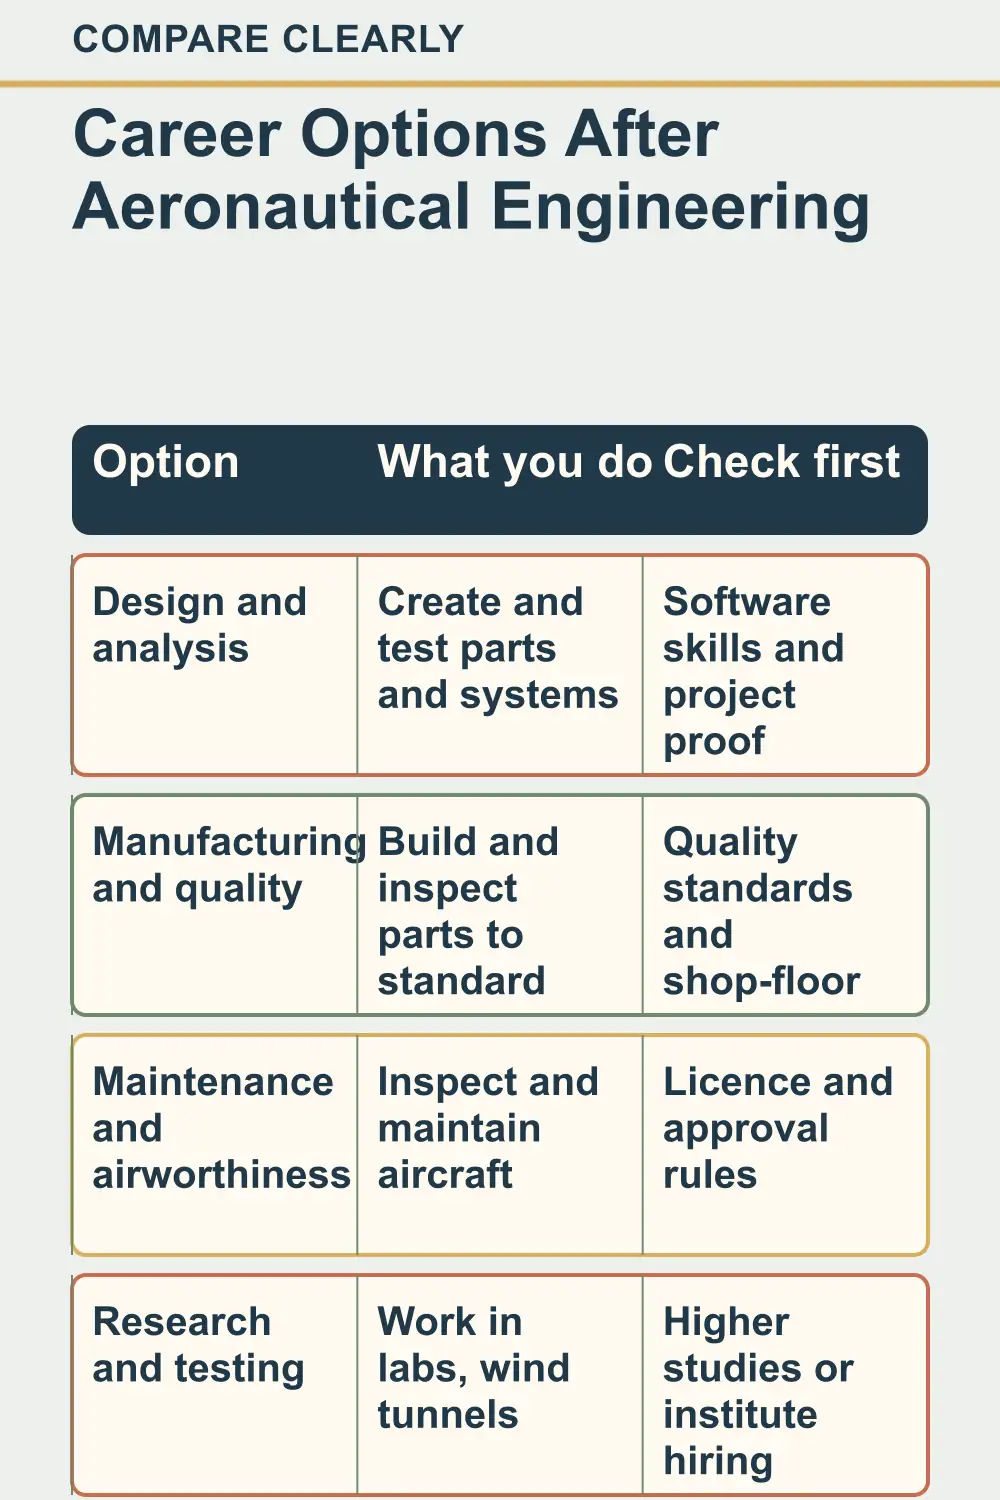 COMPARE CLEARLY
Career Options After
Aeronautical Engineering
Option
What you do
Check first
Design and
analysis
Create and
test parts
and systems
Software
skills and
project
proof
Manufacturing
and quality
Build and
inspect
parts to
standard
Quality
standards
and
shop-floor
Maintenance
and
airworthiness
Inspect and
maintain
aircraft
Licence and
approval
rules
Research
and testing
Work in
labs, wind
tunnels
Higher
studies or
institute
hiring